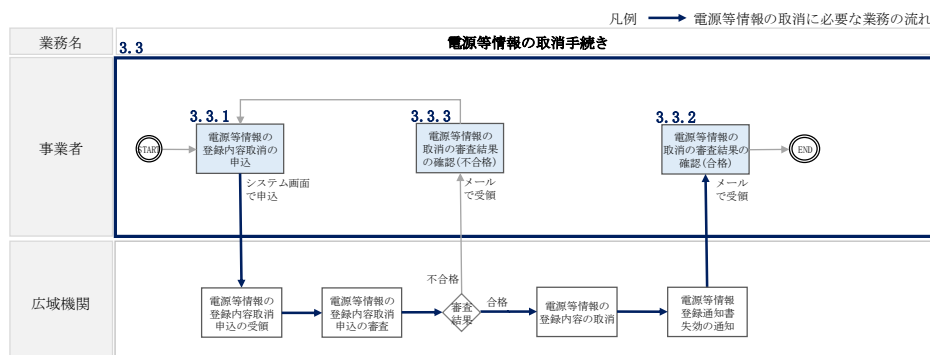 凡例 電源等情報の取消に必要な業務の流れ
業務名
3.3
電源等情報の取消手続き
事業者
START
3.3.1
電源等情報の
登録内容取消の
申込
システム画面
で申込
3.3.3
電源等情報の
取消の審査結果
の確認(不合格)
メール
で受領
3.3.2
電源等情報の
取消の審査結果の
確認(合格)
メール
で受領
END
広域機関
電源等情報の
登録内容取消
申込の受領
電源等情報の
登録内容取消
申込の審査
不合格
審査
結果
合格
電源等情報の
登録内容の取消
電源等情報
登録通知書
失効の通知